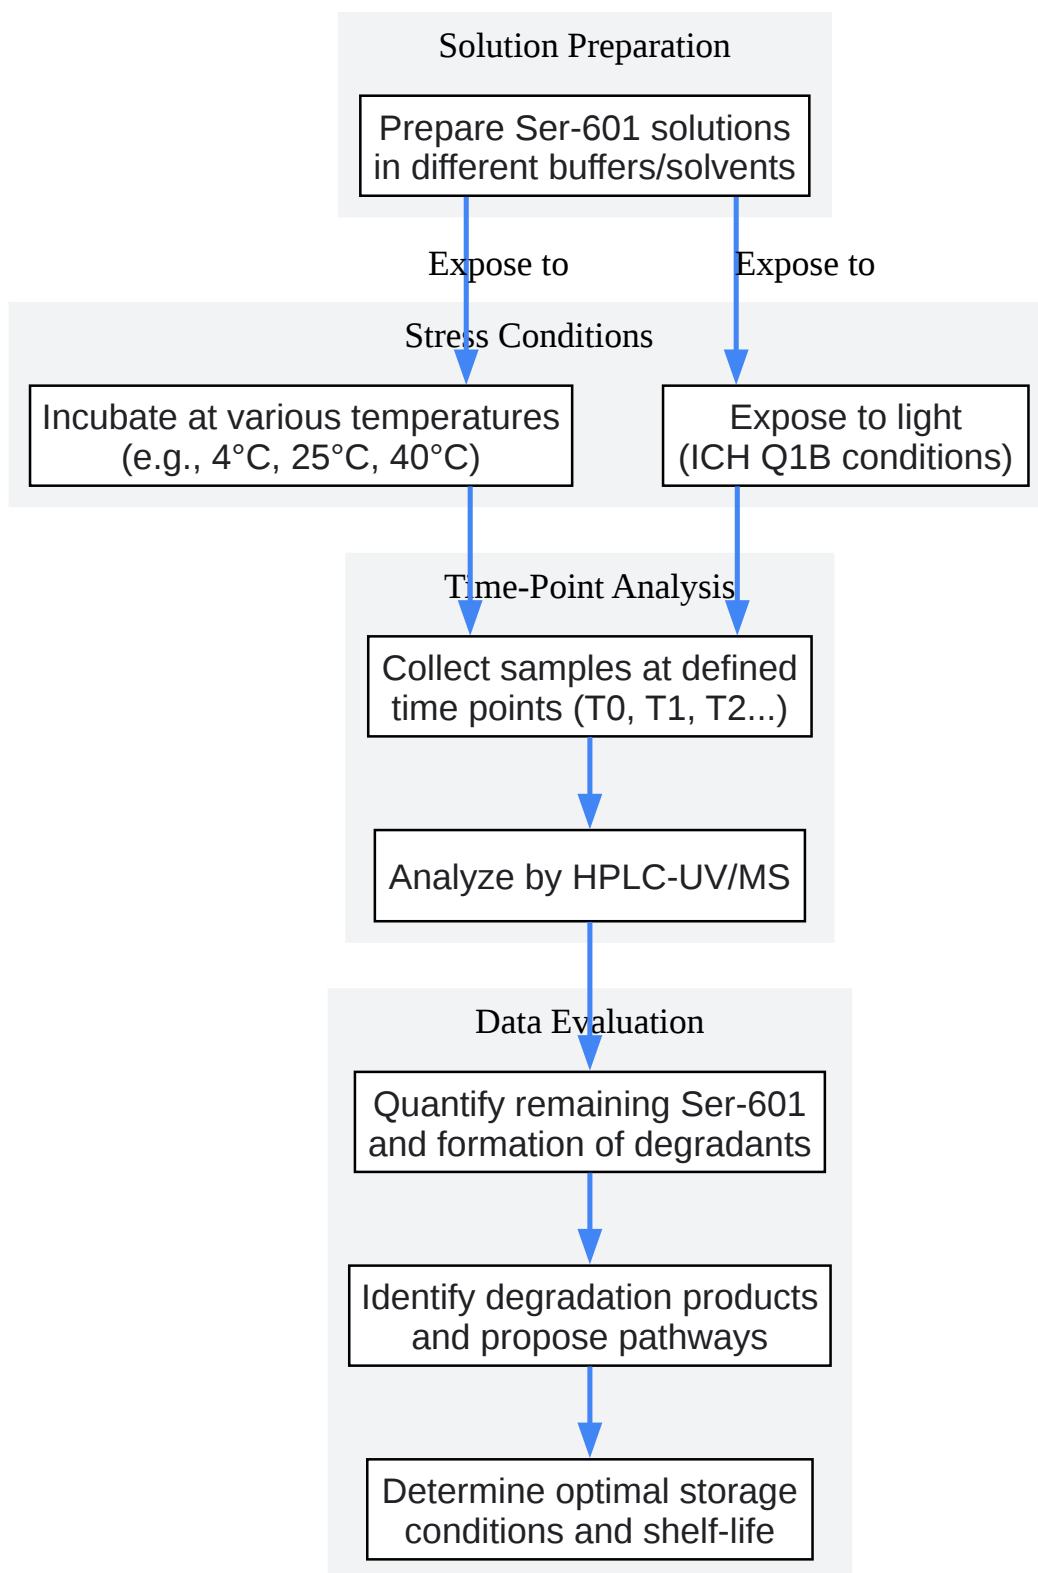 Solution Preparation
Prepare Ser-601 solutions
in different buffers/solvents
Expose to
Expose to
Stress Conditions
Incubate at various temperatures
(e.g., 4°C, 25°C, 40°C)
Expose to light
(ICH Q1B conditions)
Time-Point Analysis
Collect samples at defined
time points (T0, T1, T2...)
Analyze by HPLC-UV/MS
Data Evaluation
Quantify remaining Ser-601
and formation of degradants
Identify degradation products
and propose pathways
Determine optimal storage
conditions and shelf-life